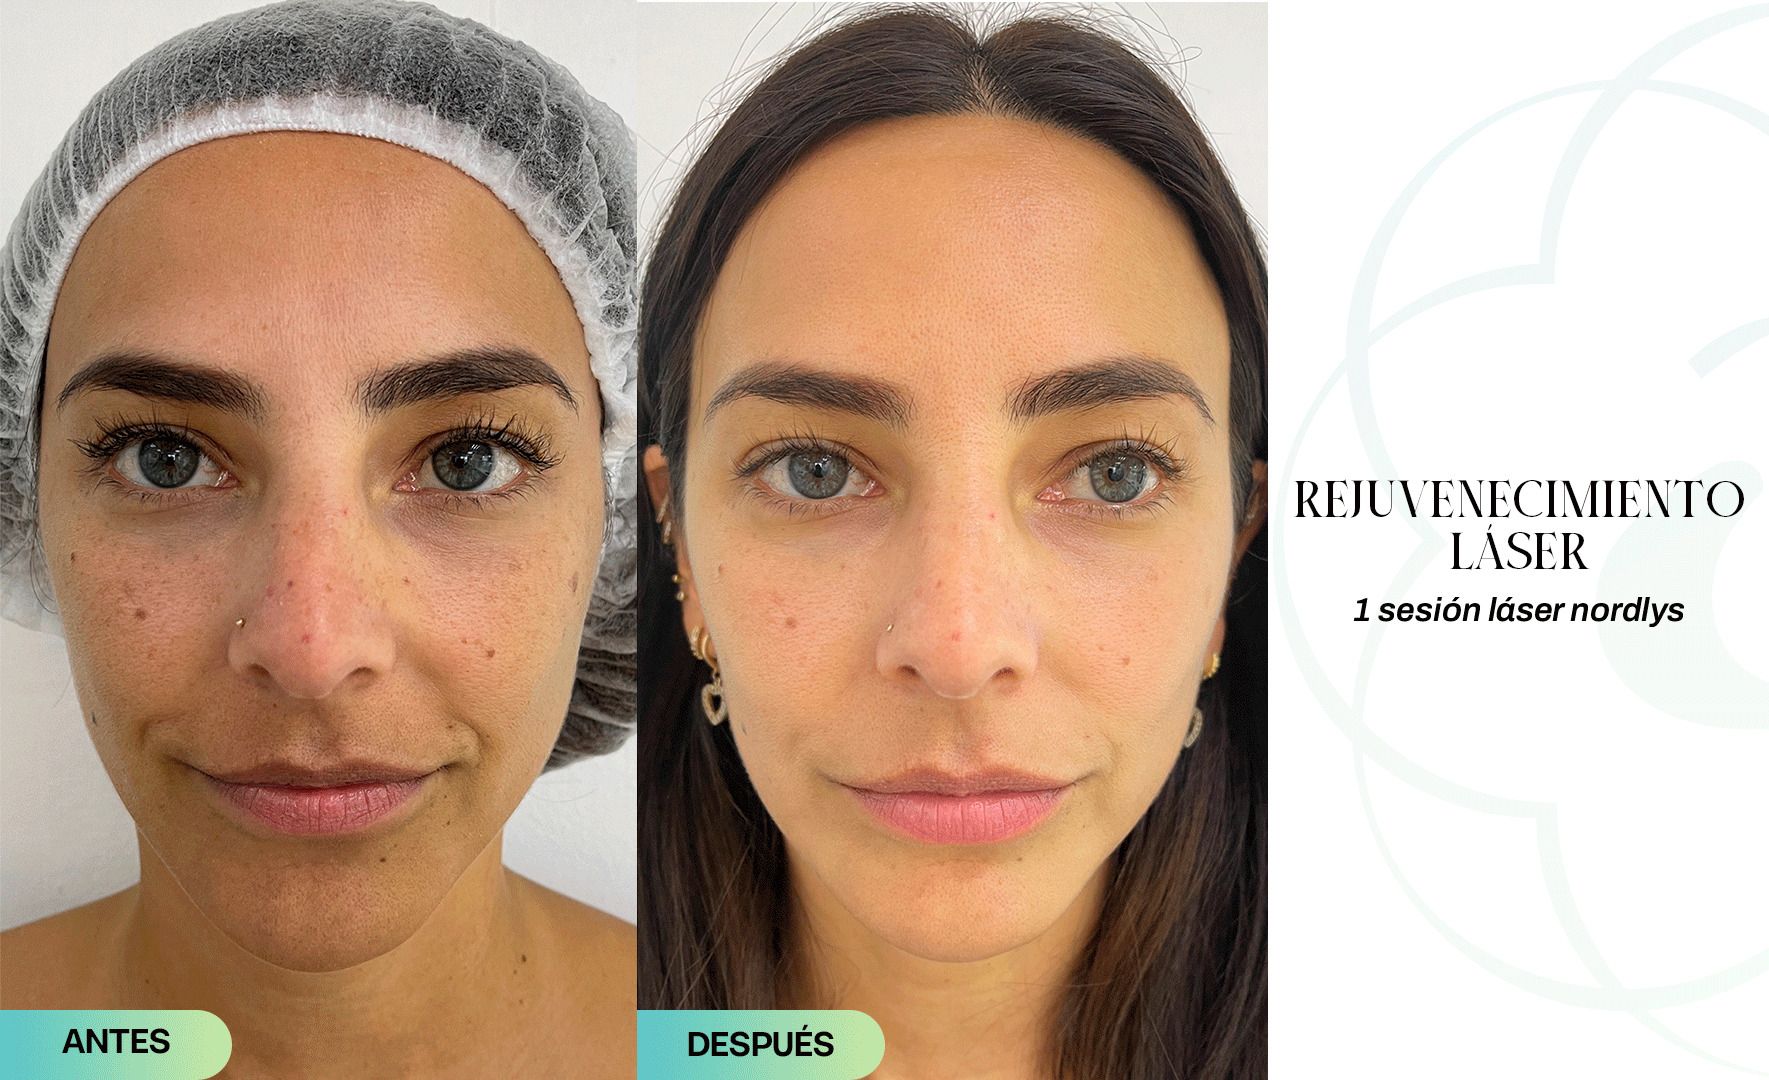 REJUVENECIMIENTO
LÁSER
1 sesión láser nordlys
ANTES
DESPUÉS